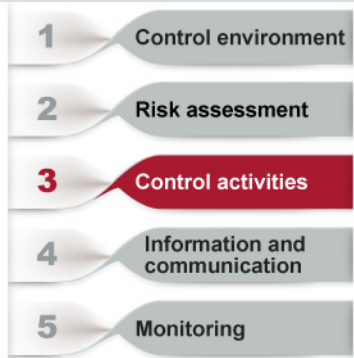 1 Control environment
2 Risk assessment
3 Control activities
4 Information and
communication
5 Monitoring